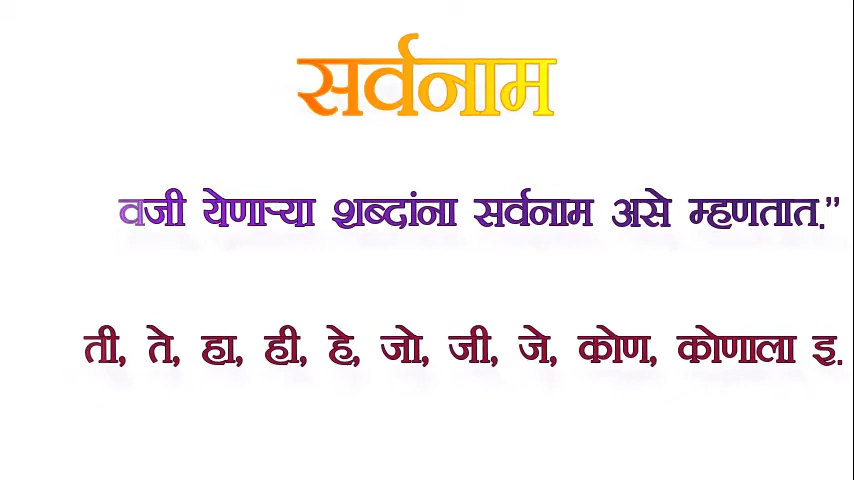 सर्वनाम
वजी येणाऱ्या शब्दांना सर्वनाम असे म्हणतात.”
ती, ते, हा, ही, हे, जो, जी, जे, कोण, कोणाला इ.